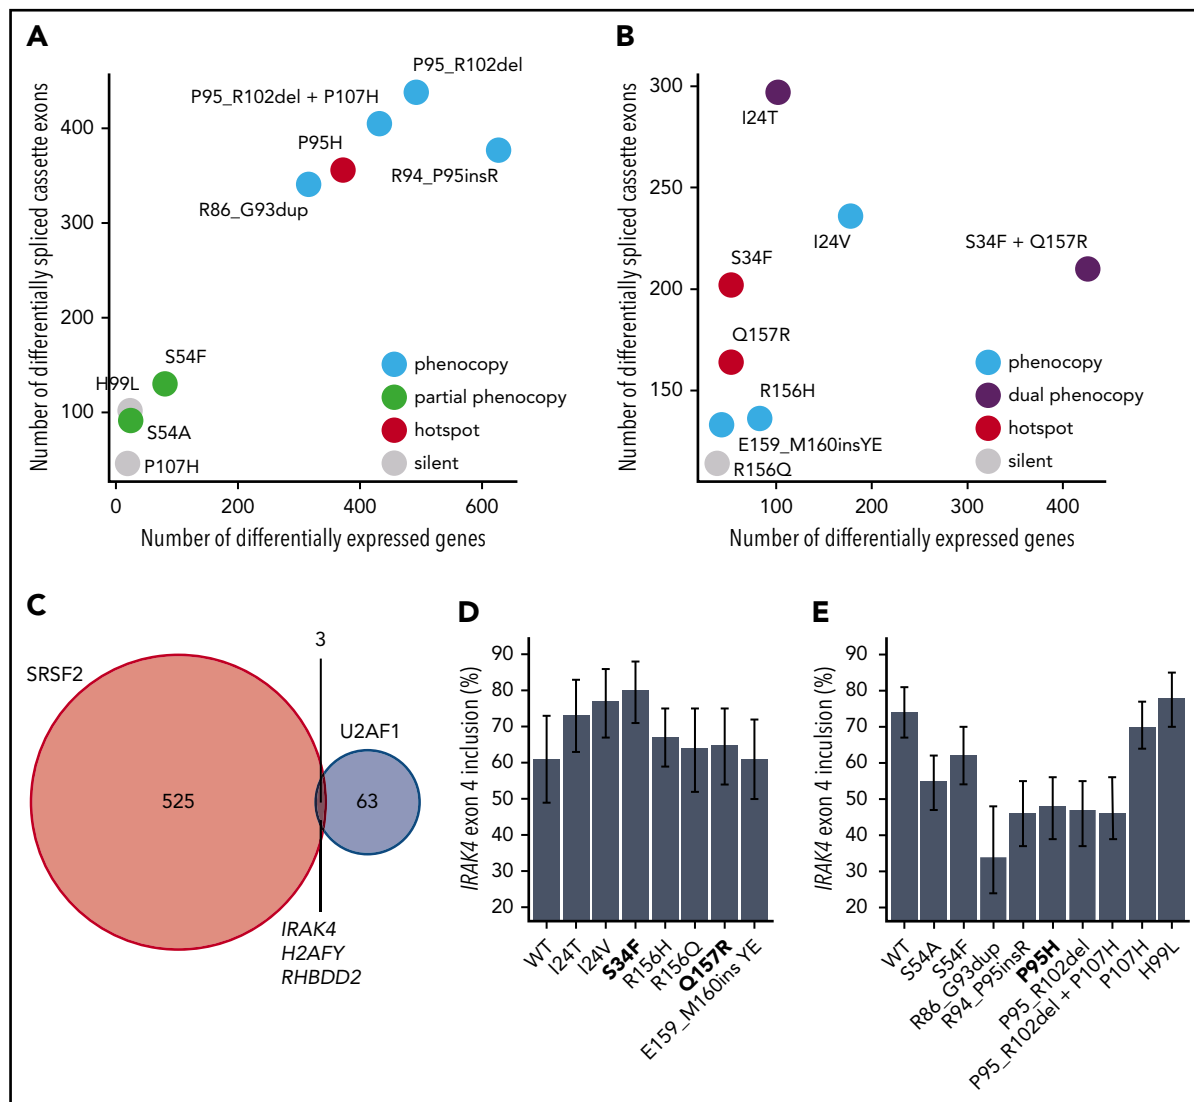 A
Number of differentially spliced cassette exons
400
300
200
100
P95_R102del
P95_R102del + P107H
P95H
R94_P95insR
R86_G93dup
S54F
H99L
S54A
P107H
phenocopy
partial phenocopy
hotspot
silent
0
200
400
600
Number of differentially expressed genes
B
Number of differentially spliced cassette exons
300
250
200
150
I24T
I24V
S34F + Q157R
S34F
Q157R
R156H
E159_M160insYE
R156Q
phenocopy
dual phenocopy
hotspot
silent
100
200
300
400
Number of differentially expressed genes
C
3
SRSF2
U2AF1
525
63
IRAK4
H2AFY
RHBDD2
D
IRAK4 exon 4 inclusion (%)
90
80
70
60
50
40
30
20
WT
I24T
I24V
S34F
R156H
R156Q
Q157R
E159_M160ins YE
E
IRAK4 exon 4 inculsion (%)
90
80
70
60
50
40
30
20
WT
S54A
S54F
R86_G93dup
R94_P95insR
P95H
P95_R102del
P95_R102del + P107H
P107H
H99L